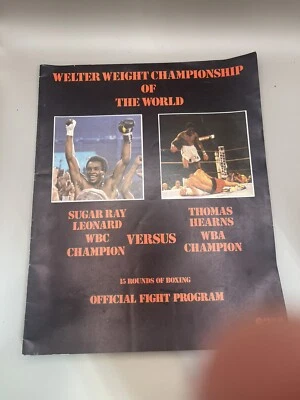 WELTER WEIGHT CHAMPIONSHIP
OF
THE WORLD
SUGAR RAY
LEONARD
WBC
CHAMPION
VERSUS
THOMAS
HEARNS
WBA
CHAMPION
15 ROUNDS OF BOXING
OFFICIAL FIGHT PROGRAM